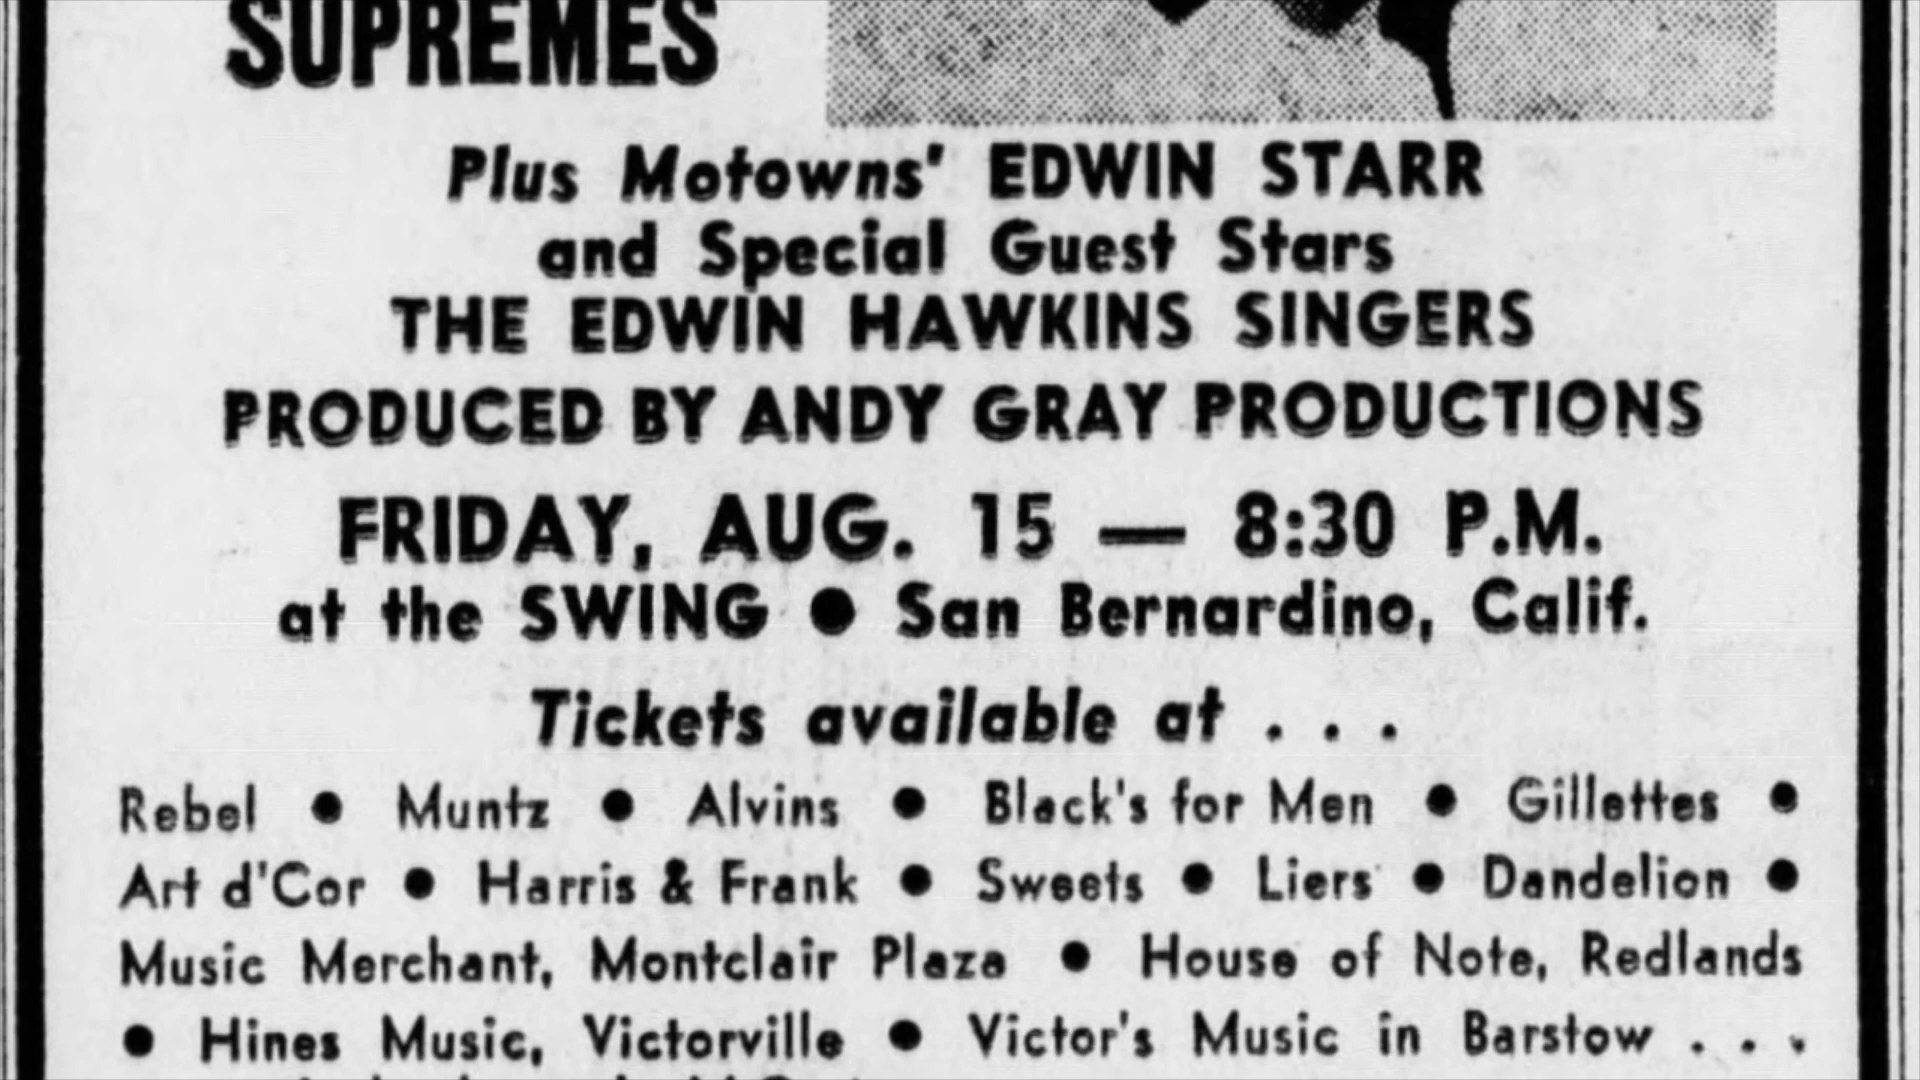 SUPREMES
Plus Motowns' EDWIN STARR
and Special Guest Stars
THE EDWIN HAWKINS SINGERS
PRODUCED BY ANDY GRAY PRODUCTIONS
FRIDAY, AUG. 15 — 8:30 P.M.
at the SWING ● San Bernardino, Calif.
Tickets available at . . .
Rebel ● Muntz ● Alvins ● Black's for Men ● Gillettes ●
Art d'Cor ● Harris & Frank ● Sweets ● Liers ● Dandelion ●
Music Merchant, Montclair Plaza ● House of Note, Redlands
● Hines Music, Victorville ● Victor's Music in Barstow . . .